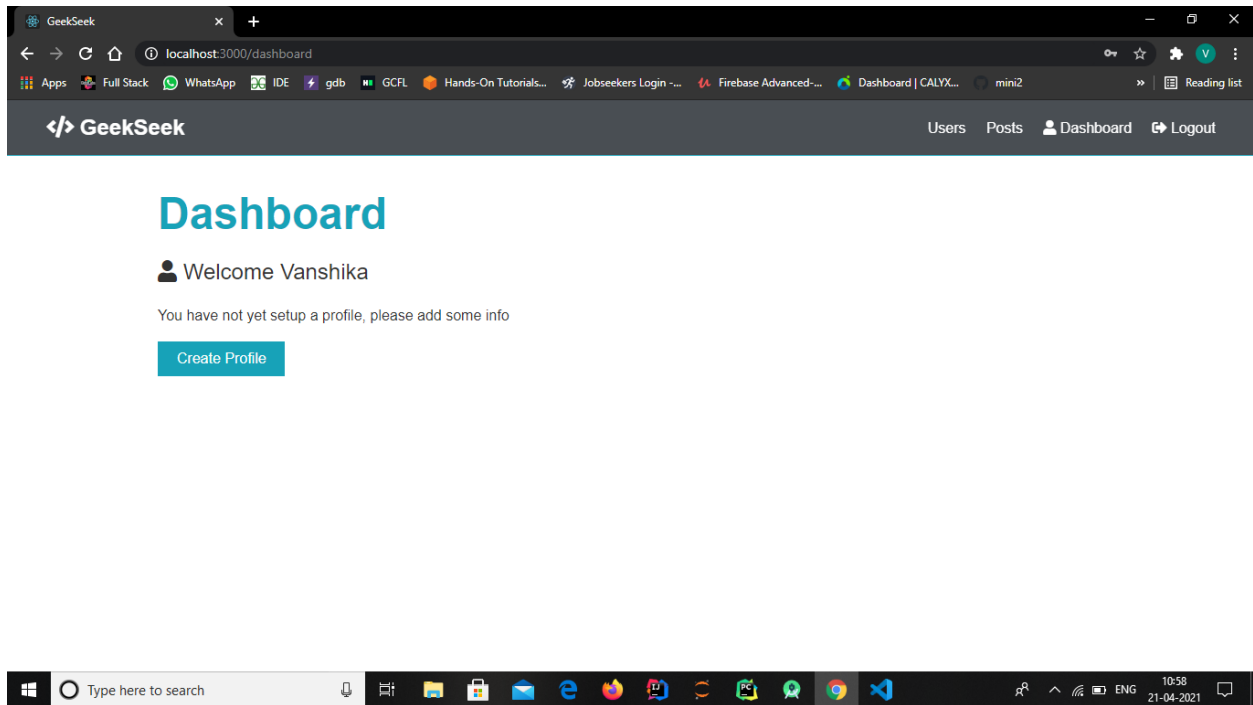 GeekSeek
localhost:3000/dashboard
V
Apps Full Stack WhatsApp IDE gdb GCFL Hands-On Tutorials... Jobseekers Login -... Firebase Advanced-... Dashboard | CALYX... mini2 » Reading list
</> GeekSeek Users Posts Dashboard Logout
Dashboard
Welcome Vanshika
You have not yet setup a profile, please add some info
Create Profile
Type here to search
ENG
10:58
21-04-2021